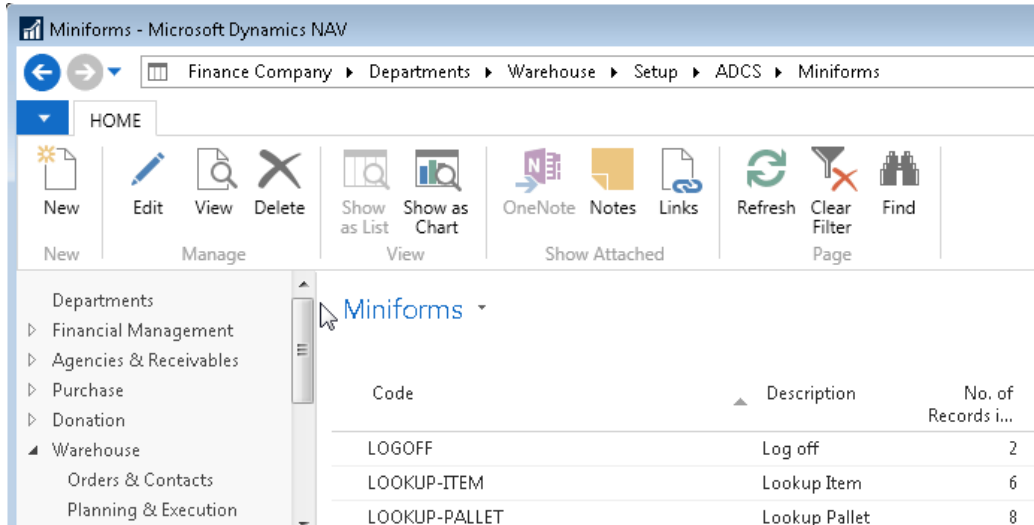 Miniforms - Microsoft Dynamics NAV
Finance Company Departments Warehouse Setup ADCS Miniforms
HOME
New Edit View Delete Show as List Show as Chart OneNote Notes Links Refresh Clear Filter Find
New Manage View Show Attached Page
Departments
Financial Management
Agencies & Receivables
Purchase
Donation
Warehouse
Orders & Contacts
Planning & Execution
Miniforms
Code Description No. of
Records i...
LOGOFF Log off 2
LOOKUP-ITEM Lookup Item 6
LOOKUP-PALLET Lookup Pallet 8